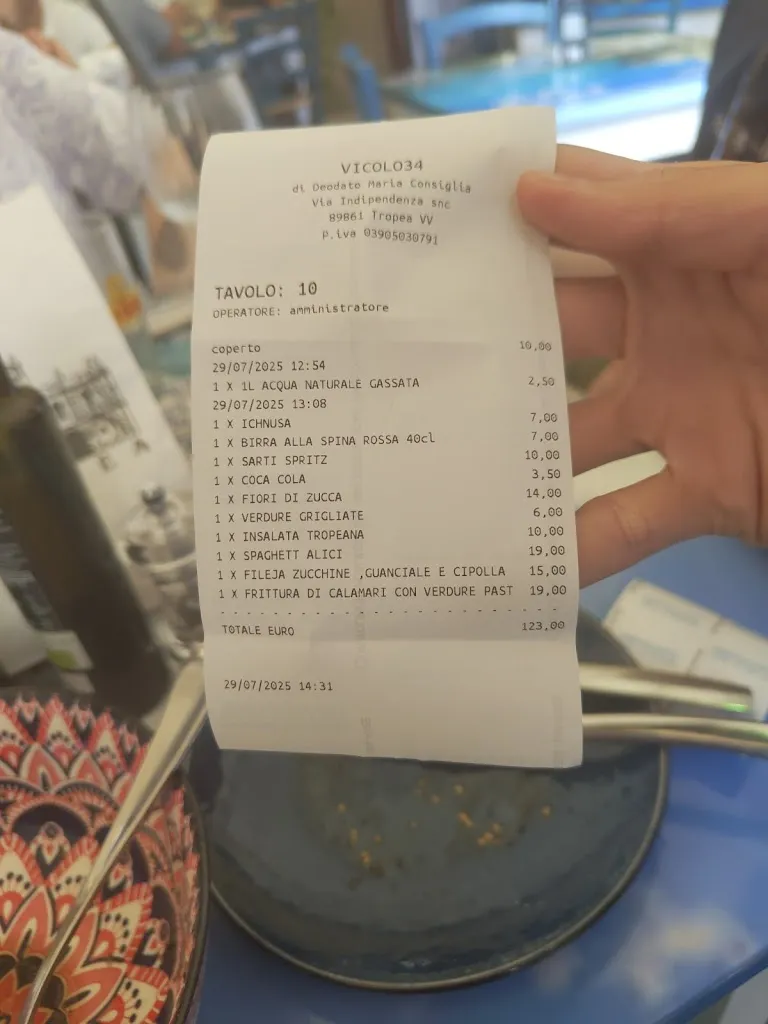 VICOLO34
di Deodato Maria Consiglia
Via Indipendenza snc
89861 Tropea VV
P.iva 03905030791
TAVOLO: 10
OPERATORE: amministratore
coperto 10,00
29/07/2025 12:54
1 X 1L ACQUA NATURALE GASSATA 2,50
29/07/2025 13:08
1 X ICHNUSA 7,00
1 X BIRRA ALLA SPINA ROSSA 40cl 7,00
1 X SARTI SPRITZ 10,00
1 X COCA COLA 3,50
1 X FIORI DI ZUCCA 14,00
1 X VERDURE GRIGLIATE 6,00
1 X INSALATA TROPEANA 10,00
1 X SPAGHETT ALICI 19,00
1 X FILEJA ZUCCHINE ,GUANCIALE E CIPOLLA 15,00
1 X FRITTURA DI CALAMARI CON VERDURE PAST 19,00
TOTALE EURO 123,00
29/07/2025 14:31